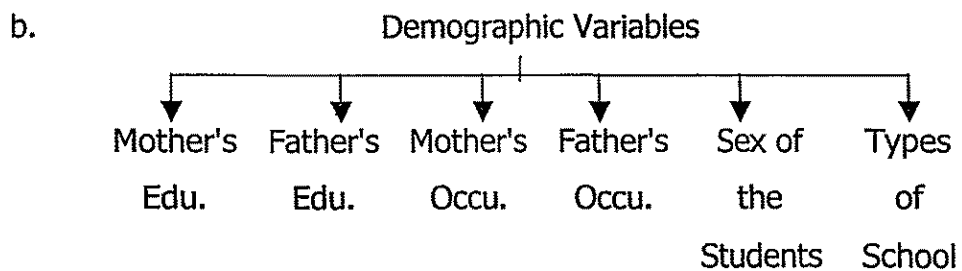 b. Demographic Variables
Mother's Father's Mother's Father's Sex of Types
Edu. Edu. Occu. Occu. the of
Students School